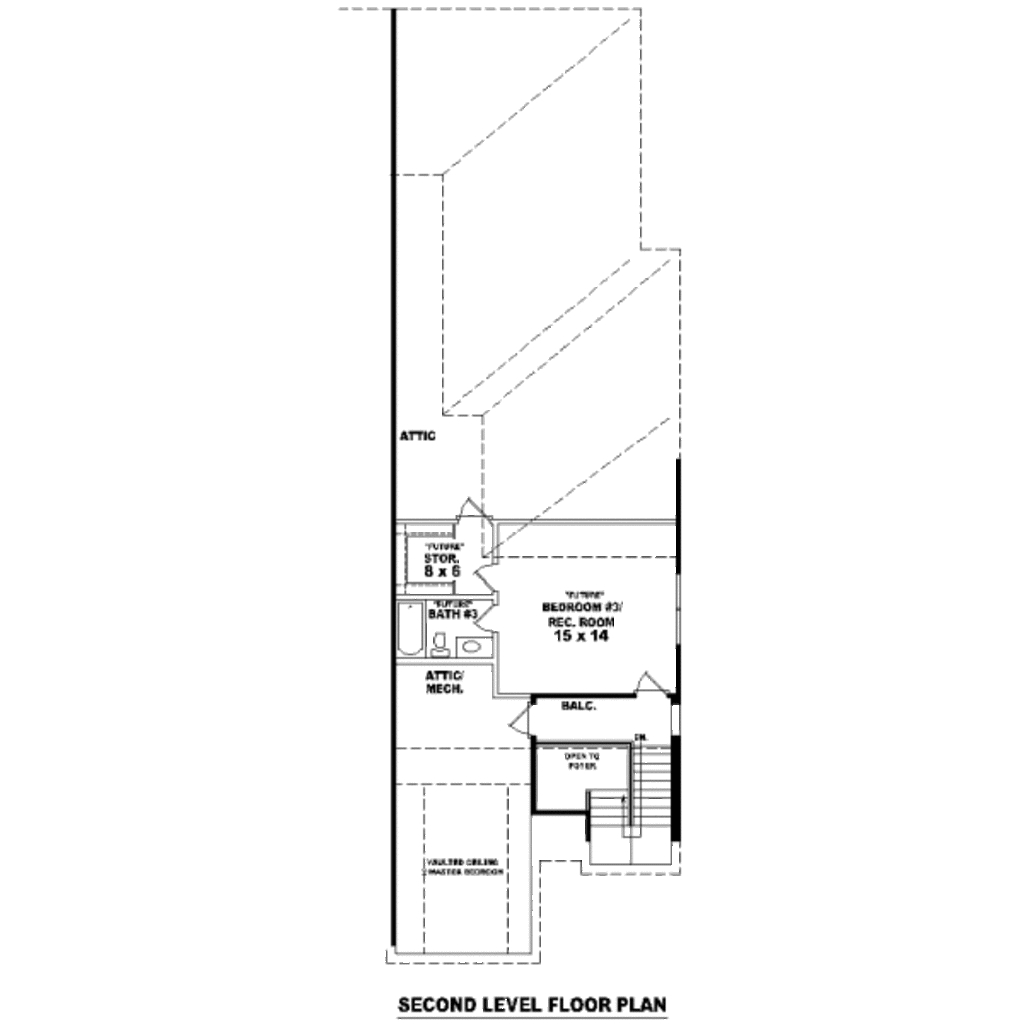 ATTIC
"FUTURE"
STOR.
8 x 6
"FUTURE"
BATH #3
"FUTURE"
BEDROOM #3/
REC. ROOM
15 x 14
ATTIC/
MECH.
BALC.
DN.
OPEN TO
FOYER
VAULTED CEILING
MASTER BEDROOM
SECOND LEVEL FLOOR PLAN